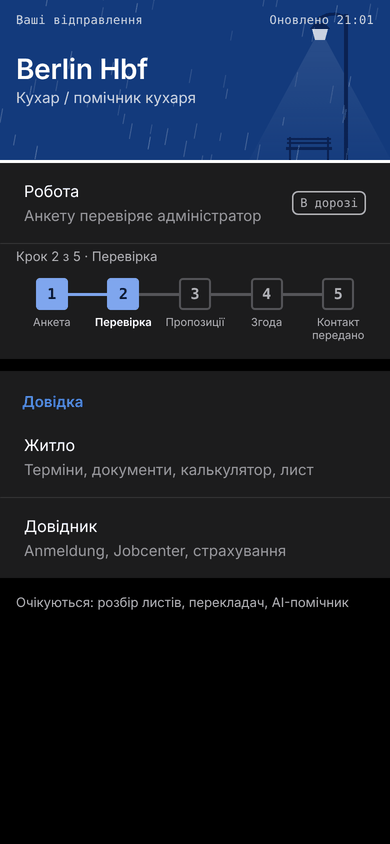 Ваші відправлення
Оновлено 21:01
Berlin Hbf
Кухар / помічник кухаря
Робота
Анкету перевіряє адміністратор
В дорозі
Крок 2 з 5 · Перевірка
1 2 3 4 5
Анкета Перевірка Пропозиції Згода Контакт
передано
Довідка
Житло
Терміни, документи, калькулятор, лист
Довідник
Anmeldung, Jobcenter, страхування
Очікуються: розбір листів, перекладач, AI-помічник